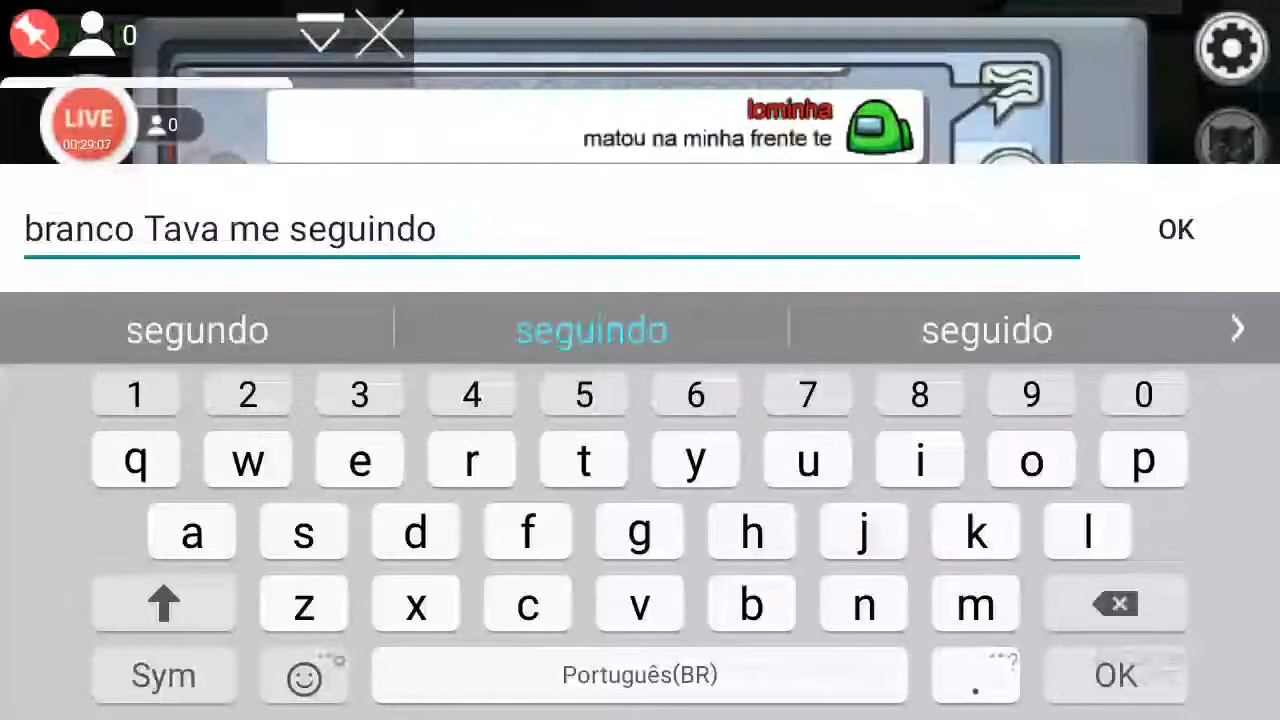 0
LIVE
00:29:07
0
lominha
matou na minha frente te
branco Tava me seguindo
OK
segundo
seguindo
seguido
1 2 3 4 5 6 7 8 9 0
q w e r t y u i o p
a s d f g h j k l
z x c v b n m
Sym
Português(BR)
. ?
OK